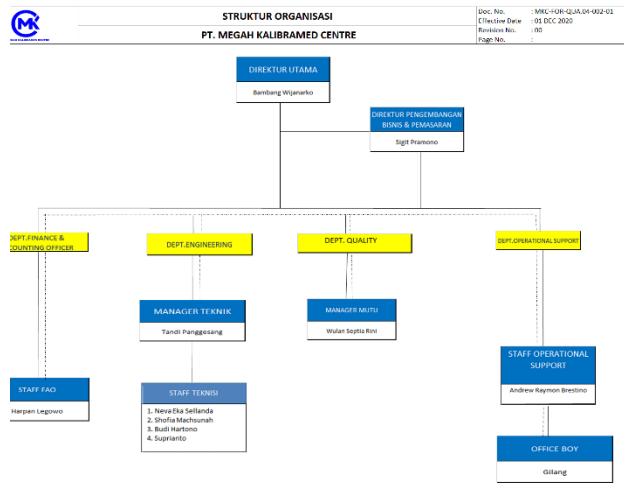 MK
STRUKTUR ORGANISASI
PT. MEGAH KALIBRAMED CENTRE
Doc. No. : MKC-FOR-QUA.04-002-01
Effective Date : 01 DEC 2020
Revision No. : 00
Page No. :
DIREKTUR UTAMA
Bambang Wijanarko
DIREKTUR PENGEMBANGAN
BISNIS & PEMASARAN
Sigit Pramono
DEPT.FINANCE &
COUNTING OFFICER
DEPT.ENGINEERING
DEPT. QUALITY
DEPT.OPERATIONAL SUPPORT
MANAGER TEKNIK
Tandi Panggesang
MANAGER MUTU
Wulan Septia Rini
STAFF OPERATIONAL
SUPPORT
Andrew Raymon Brestino
STAFF FAO
Harpan Legowo
STAFF TEKNISI
1. Neva Eka Sellanda
2. Shofia Machsunah
3. Budi Hartono
4. Suprianto
OFFICE BOY
Gilang